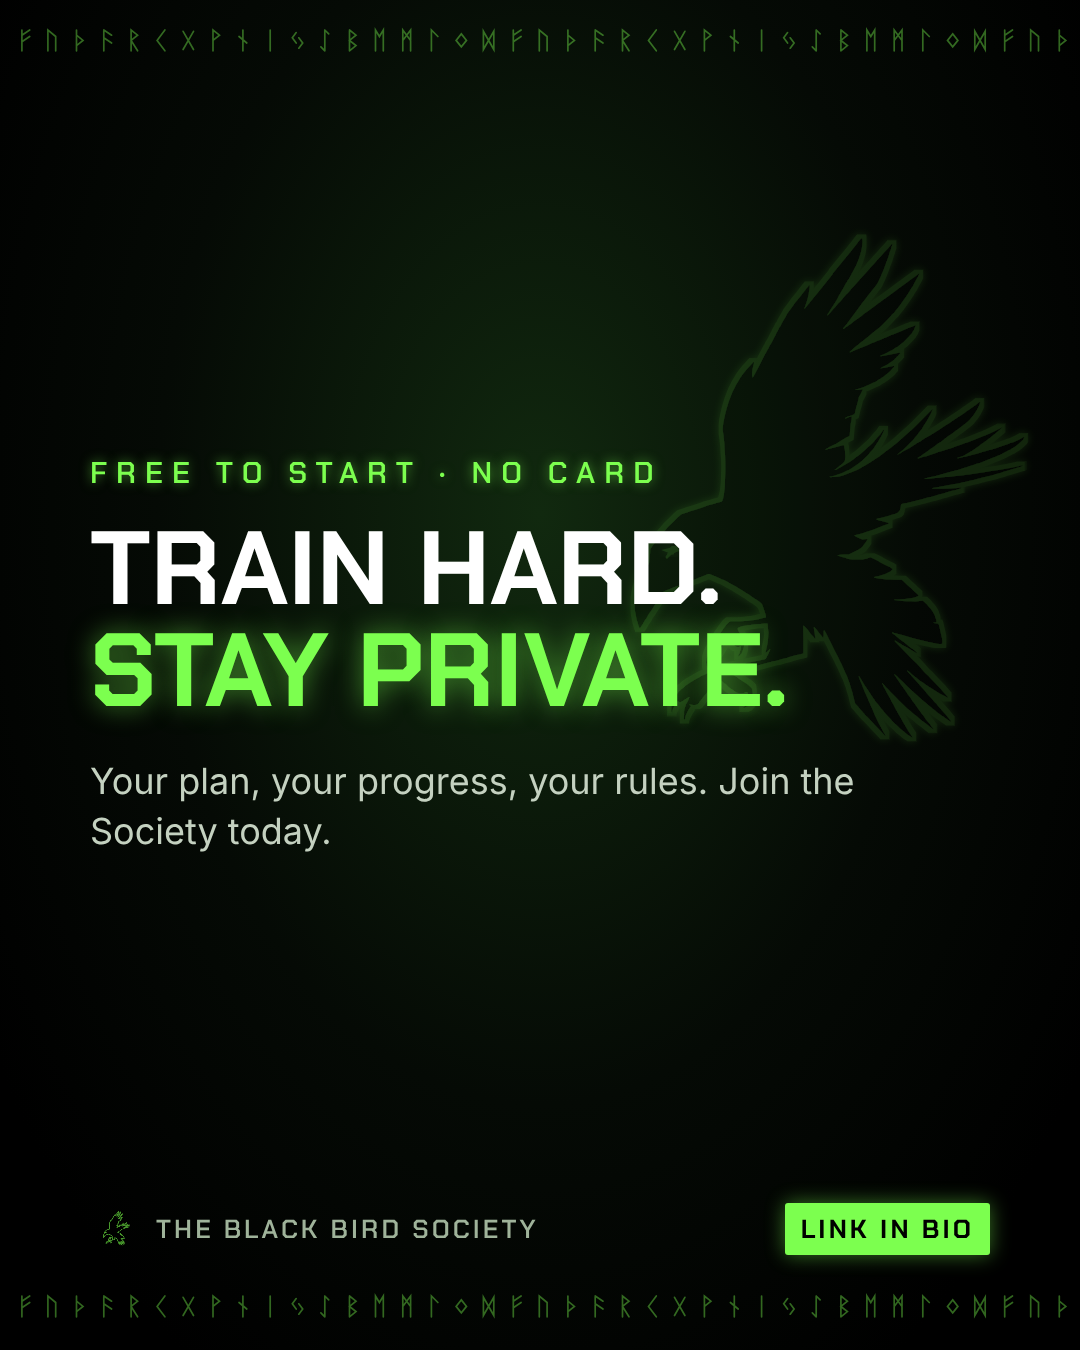 ᚠ ᚢ ᚦ ᚨ ᚱ ᚲ ᚷ ᚹ ᚾ ᛁ ᛃ ᛇ ᛒ ᛖ ᛗ ᛚ ᛜ ᛞ ᚠ ᚢ ᚦ ᚨ ᚱ ᚲ ᚷ ᚹ ᚾ ᛁ ᛃ ᛇ ᛒ ᛖ ᛗ ᛚ ᛜ ᛞ ᚠ ᚢ ᚦ
FREE TO START · NO CARD
TRAIN HARD.
STAY PRIVATE.
Your plan, your progress, your rules. Join the
Society today.
THE BLACK BIRD SOCIETY
LINK IN BIO
ᚠ ᚢ ᚦ ᚨ ᚱ ᚲ ᚷ ᚹ ᚾ ᛁ ᛃ ᛇ ᛒ ᛖ ᛗ ᛚ ᛜ ᛞ ᚠ ᚢ ᚦ ᚨ ᚱ ᚲ ᚷ ᚹ ᚾ ᛁ ᛃ ᛇ ᛒ ᛖ ᛗ ᛚ ᛜ ᛞ ᚠ ᚢ ᚦ